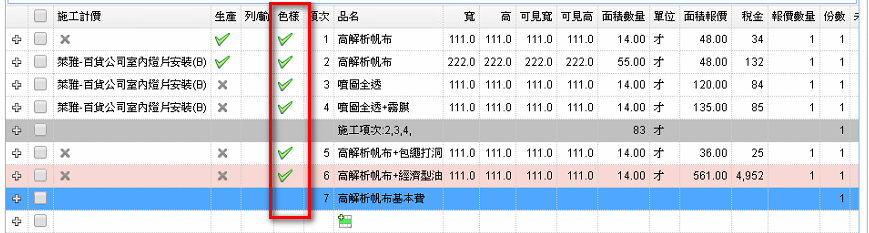 施工計價 生產 列/輸 色樣 項次 品名 寬 高 可見寬 可見高 面積數量 單位 面積報價 稅金 報價數量 份數
1 高解析帆布 111.0 111.0 111.0 111.0 14.00 才 48.00 34 1 1
萊雅-百貨公司室內燈片安裝(B) 2 高解析帆布 222.0 222.0 222.0 222.0 55.00 才 48.00 132 1 1
萊雅-百貨公司室內燈片安裝(B) 3 噴圖全透 111.0 111.0 111.0 111.0 14.00 才 120.00 84 1 1
萊雅-百貨公司室內燈片安裝(B) 4 噴圖全透+霧膜 111.0 111.0 111.0 111.0 14.00 才 135.00 85 1 1
施工項次:2,3,4, 83 才 1
5 高解析帆布+包繩打洞 111.0 111.0 111.0 111.0 14.00 才 36.00 25 1 1
6 高解析帆布+經濟型油 111.0 111.0 111.0 111.0 14.00 才 561.00 4,952 1 1
7 高解析帆布基本費 1